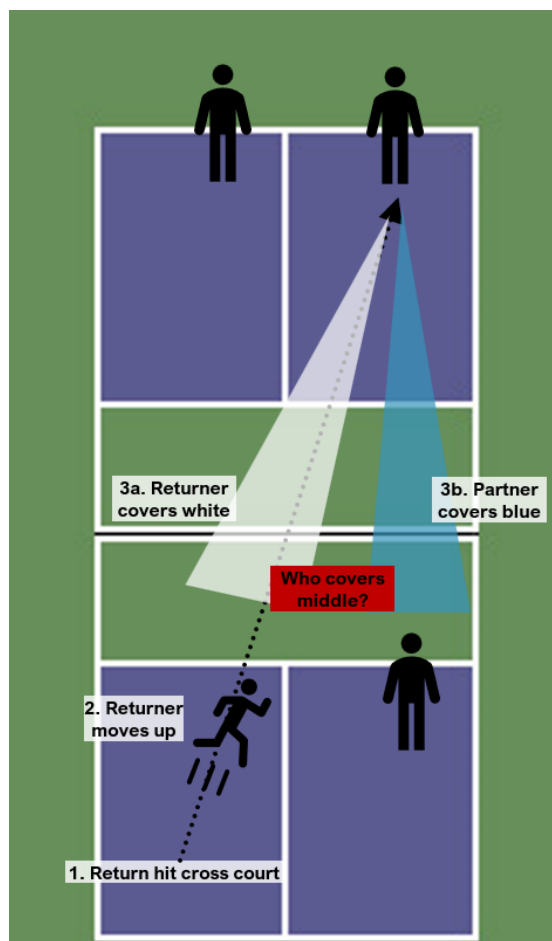 3a. Returner
covers white
3b. Partner
covers blue
Who covers
middle?
2. Returner
moves up
1. Return hit cross court